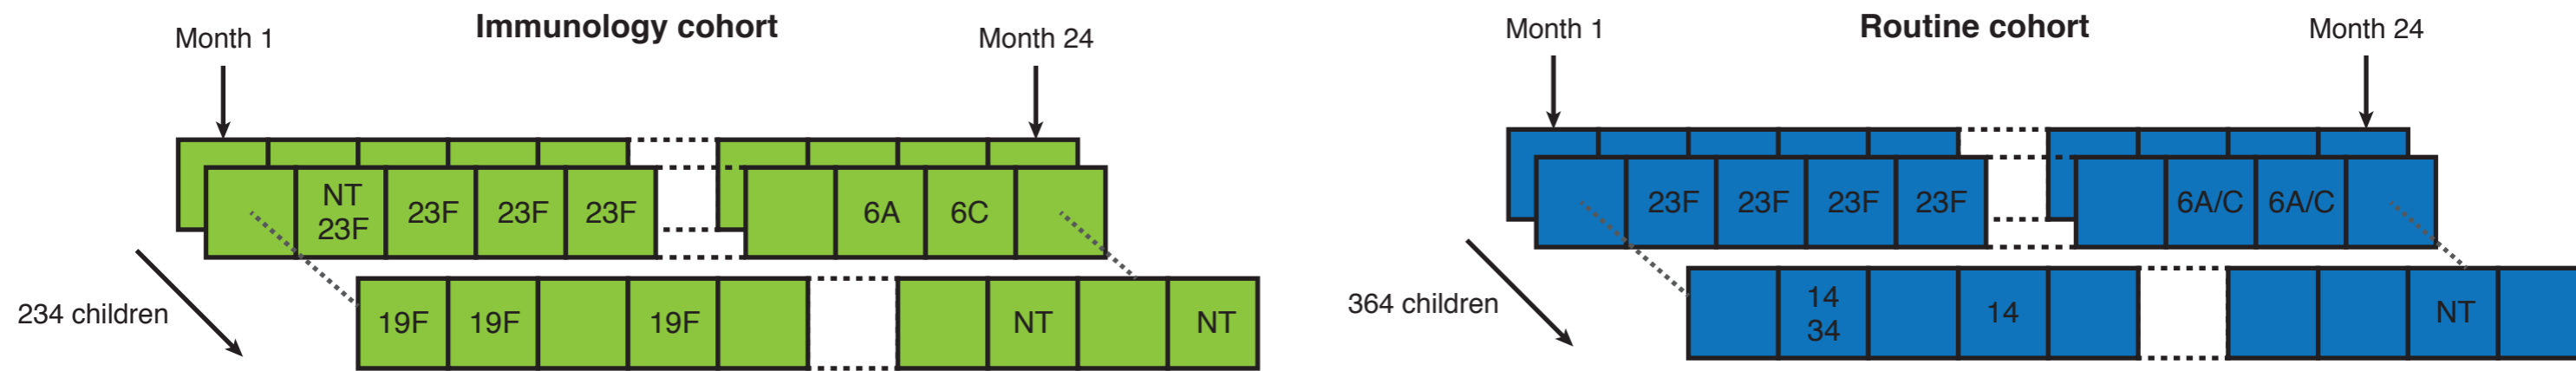 Immunology cohort
Month 1
Month 24
NT
23F
23F
23F
23F
6A
6C
234 children
19F
19F
19F
NT
NT
Routine cohort
Month 1
Month 24
23F
23F
23F
23F
6A/C
6A/C
364 children
14
34
14
NT